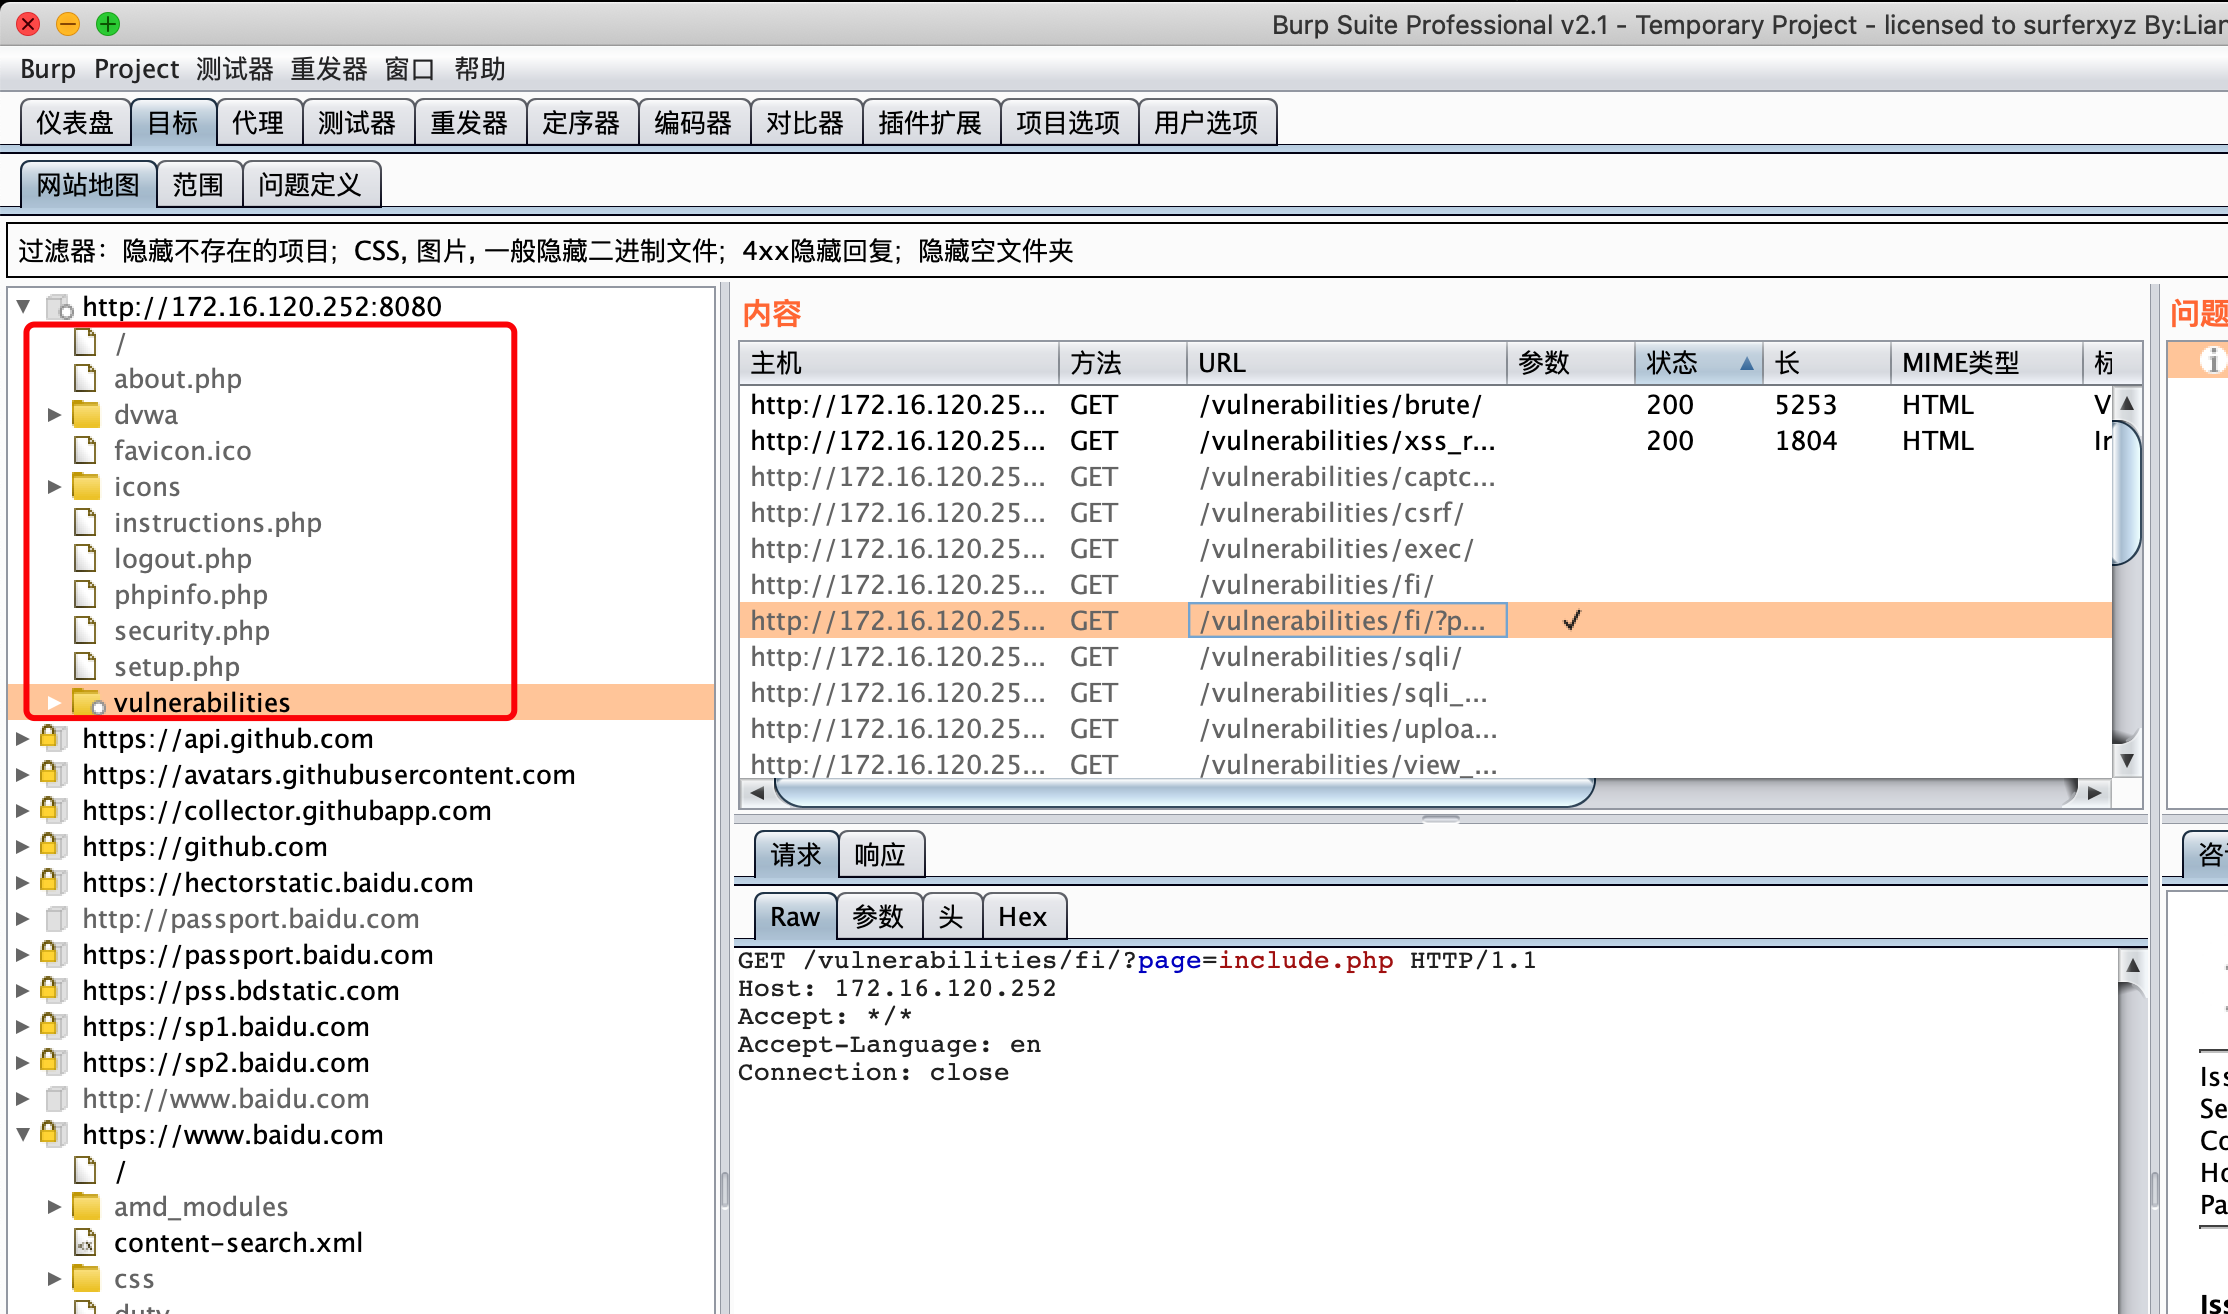 Burp Suite Professional v2.1 - Temporary Project - licensed to surferxyz By:Lian
Burp Project 测试器 重发器 窗口 帮助
仪表盘 目标 代理 测试器 重发器 定序器 编码器 对比器 插件扩展 项目选项 用户选项
网站地图 范围 问题定义
过滤器：隐藏不存在的项目；CSS, 图片, 一般隐藏二进制文件；4xx隐藏回复；隐藏空文件夹
http://172.16.120.252:8080
/
about.php
dvwa
favicon.ico
icons
instructions.php
logout.php
phpinfo.php
security.php
setup.php
vulnerabilities
https://api.github.com
https://avatars.githubusercontent.com
https://collector.githubapp.com
https://github.com
https://hectorstatic.baidu.com
http://passport.baidu.com
https://passport.baidu.com
https://pss.bdstatic.com
https://sp1.baidu.com
https://sp2.baidu.com
http://www.baidu.com
https://www.baidu.com
/
amd_modules
content-search.xml
css
duty
内容
主机 方法 URL 参数 状态 长 MIME类型 标
http://172.16.120.25... GET /vulnerabilities/brute/ 200 5253 HTML V
http://172.16.120.25... GET /vulnerabilities/xss_r... 200 1804 HTML Ir
http://172.16.120.25... GET /vulnerabilities/captc...
http://172.16.120.25... GET /vulnerabilities/csrf/
http://172.16.120.25... GET /vulnerabilities/exec/
http://172.16.120.25... GET /vulnerabilities/fi/
http://172.16.120.25... GET /vulnerabilities/fi/?p... ✓
http://172.16.120.25... GET /vulnerabilities/sqli/
http://172.16.120.25... GET /vulnerabilities/sqli_...
http://172.16.120.25... GET /vulnerabilities/uploa...
http://172.16.120.25... GET /vulnerabilities/view_...
请求 响应
Raw 参数 头 Hex
GET /vulnerabilities/fi/?page=include.php HTTP/1.1
Host: 172.16.120.252
Accept: */*
Accept-Language: en
Connection: close
问题
咨
Iss
Se
Co
Ho
Pa
Iss